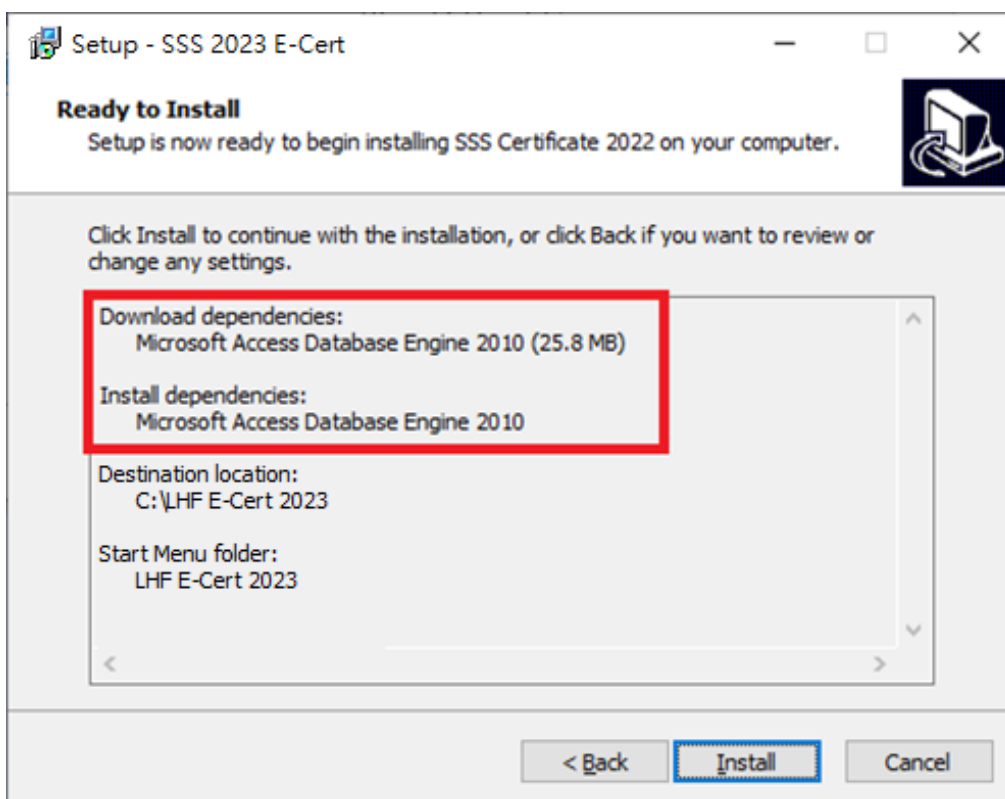 Setup - SSS 2023 E-Cert
Ready to Install
Setup is now ready to begin installing SSS Certificate 2022 on your computer.
Click Install to continue with the installation, or click Back if you want to review or
change any settings.
Download dependencies:
Microsoft Access Database Engine 2010 (25.8 MB)
Install dependencies:
Microsoft Access Database Engine 2010
Destination location:
C:\LHF E-Cert 2023
Start Menu folder:
LHF E-Cert 2023
< Back
Install
Cancel